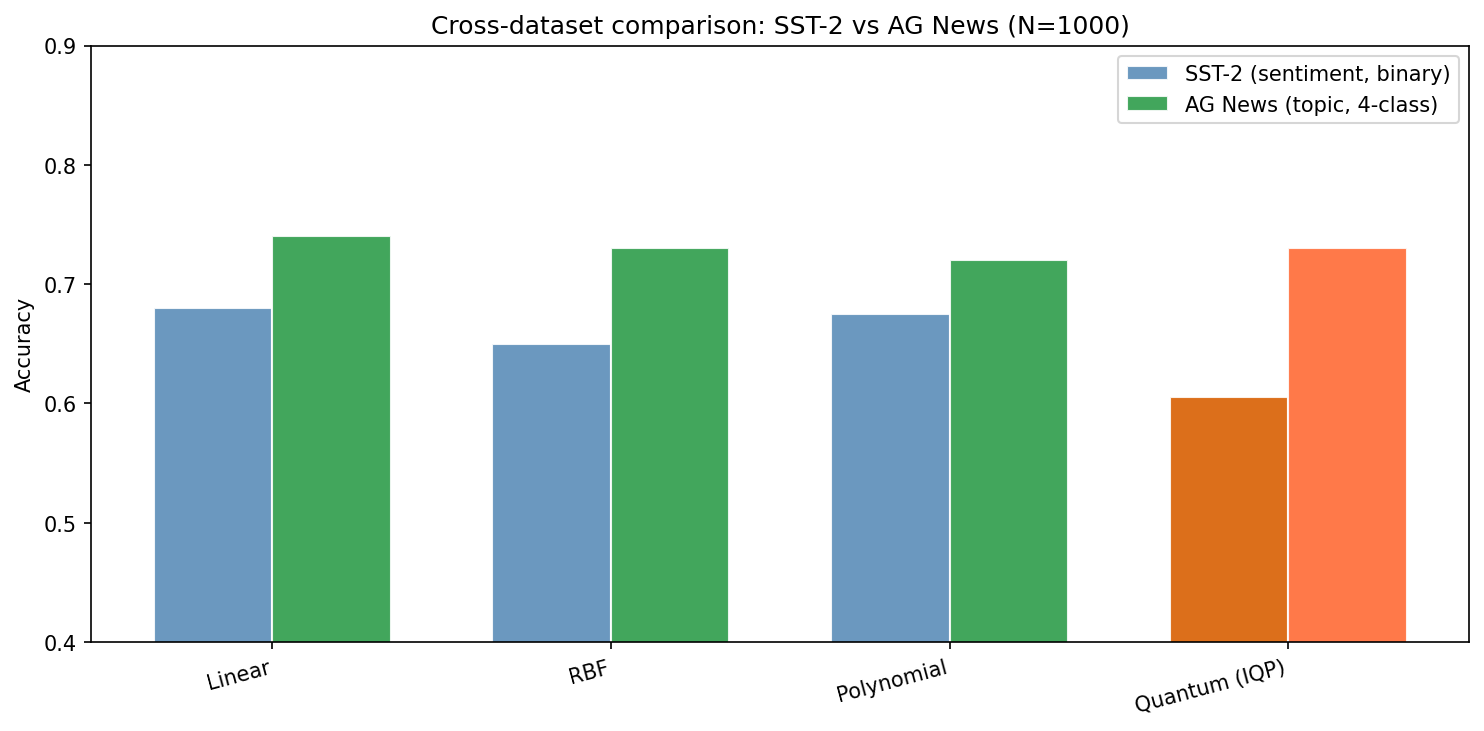 Cross-dataset comparison: SST-2 vs AG News (N=1000)
SST-2 (sentiment, binary)
AG News (topic, 4-class)
Accuracy
0.9
0.8
0.7
0.6
0.5
0.4
Linear
RBF
Polynomial
Quantum (IQP)